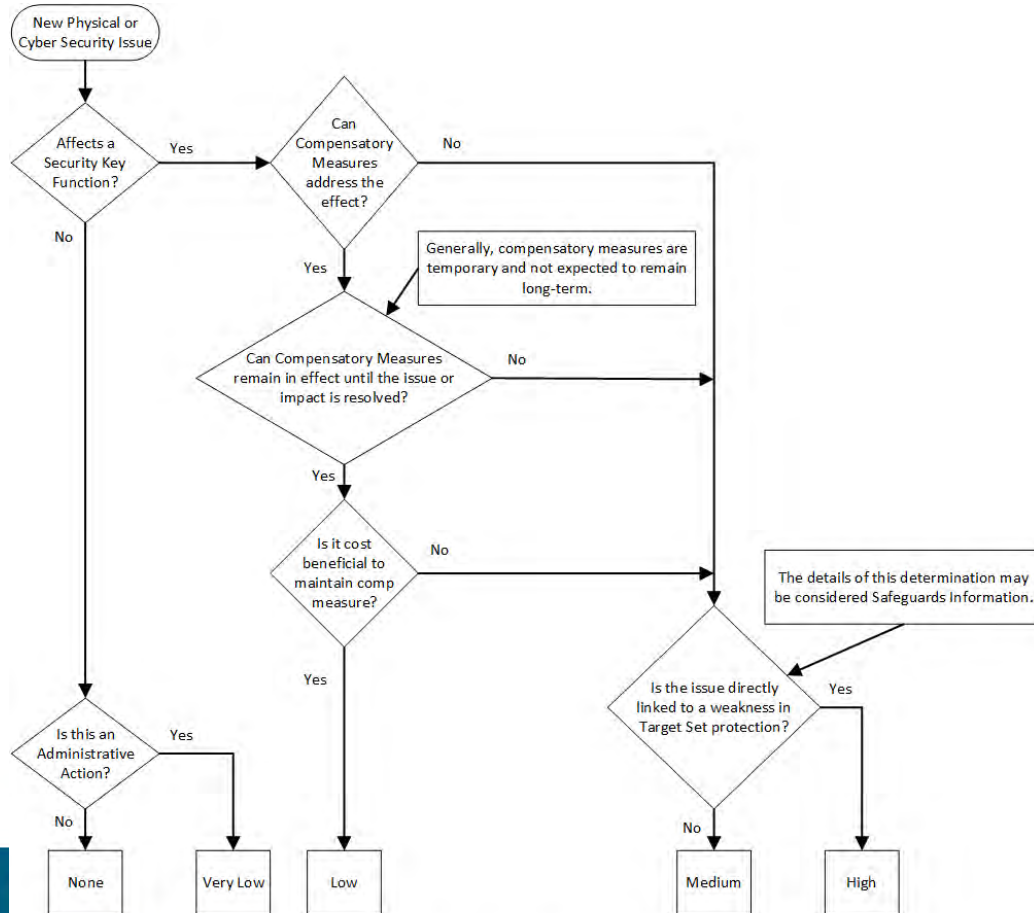 New Physical or
Cyber Security Issue
Affects a
Security Key
Function?
Yes
No
Can
Compensatory
Measures
address the
effect?
No
Yes
Generally, compensatory measures are
temporary and not expected to remain
long-term.
Can Compensatory Measures
remain in effect until the issue or
impact is resolved?
No
Yes
Is it cost
beneficial to
maintain comp
measure?
No
Yes
The details of this determination may
be considered Safeguards Information.
Is the issue directly
linked to a weakness in
Target Set protection?
Yes
No
Is this an
Administrative
Action?
Yes
No
None
Very Low
Low
Medium
High